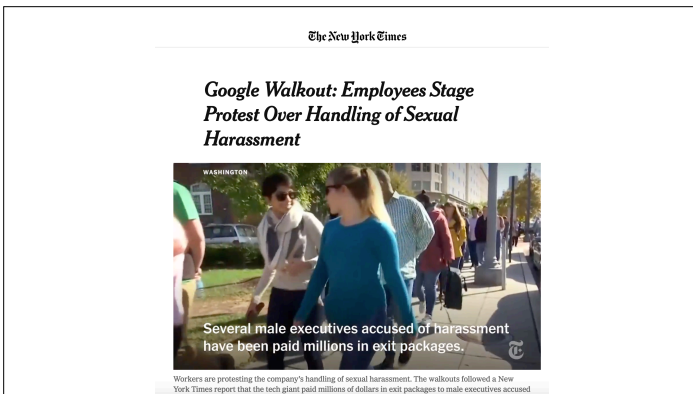 The New York Times
Google Walkout: Employees Stage
Protest Over Handling of Sexual
Harassment
WASHINGTON
Several male executives accused of harassment
have been paid millions in exit packages.
T
Workers are protesting the company's handling of sexual harassment. The walkouts followed a New
York Times report that the tech giant paid millions of dollars in exit packages to male executives accused